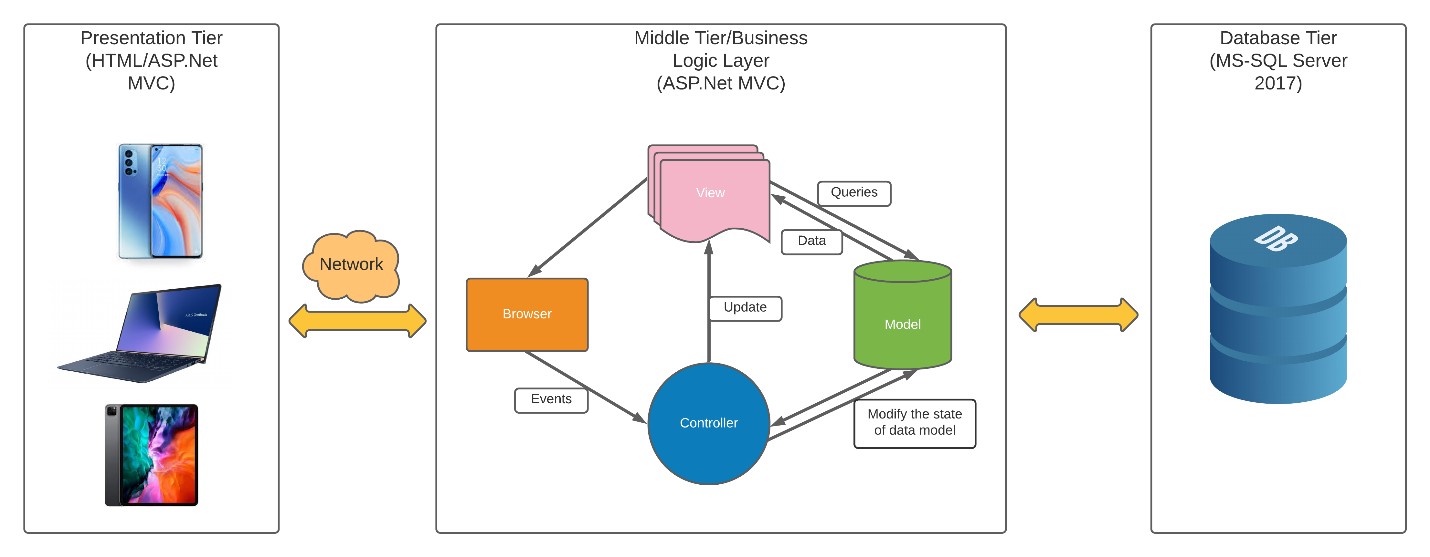 Presentation Tier
(HTML/ASP.Net
MVC)
Middle Tier/Business
Logic Layer
(ASP.Net MVC)
Database Tier
(MS-SQL Server
2017)
View
Queries
Data
Network
Browser
Update
Model
Events
Controller
Modify the state
of data model
DB